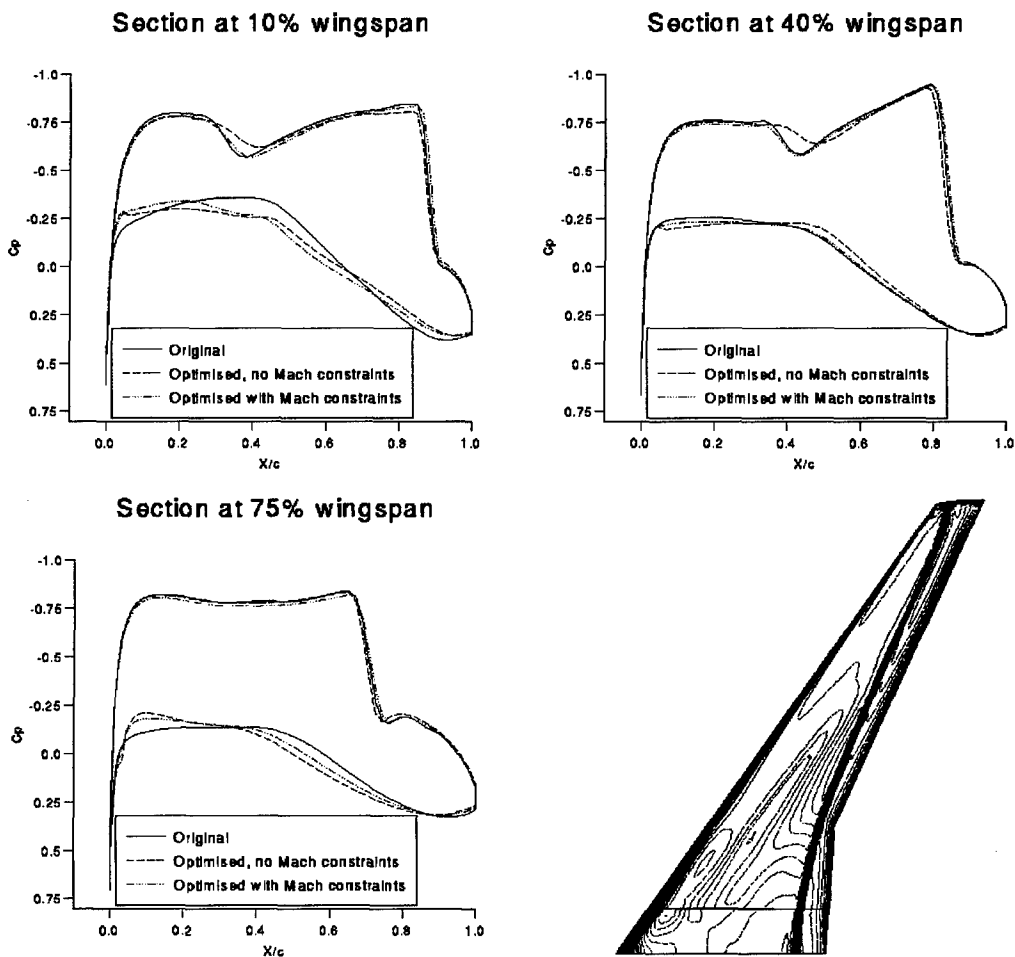 Section at 10% wingspan
-1.0
-0.75
-0.5
-0.25
0.0
0.25
0.5
0.75
Cp
Original
Optimised, no Mach constraints
Optimised with Mach constraints
0.0 0.2 0.4 0.6 0.8 1.0
X/c
Section at 40% wingspan
-1.0
-0.75
-0.5
-0.25
0.0
0.25
0.5
0.75
Cp
Original
Optimised, no Mach constraints
Optimised with Mach constraints
0.0 0.2 0.4 0.6 0.8 1.0
X/c
Section at 75% wingspan
-1.0
-0.75
-0.5
-0.25
0.0
0.25
0.5
0.75
Cp
Original
Optimised, no Mach constraints
Optimised with Mach constraints
0.0 0.2 0.4 0.6 0.8 1.0
X/c